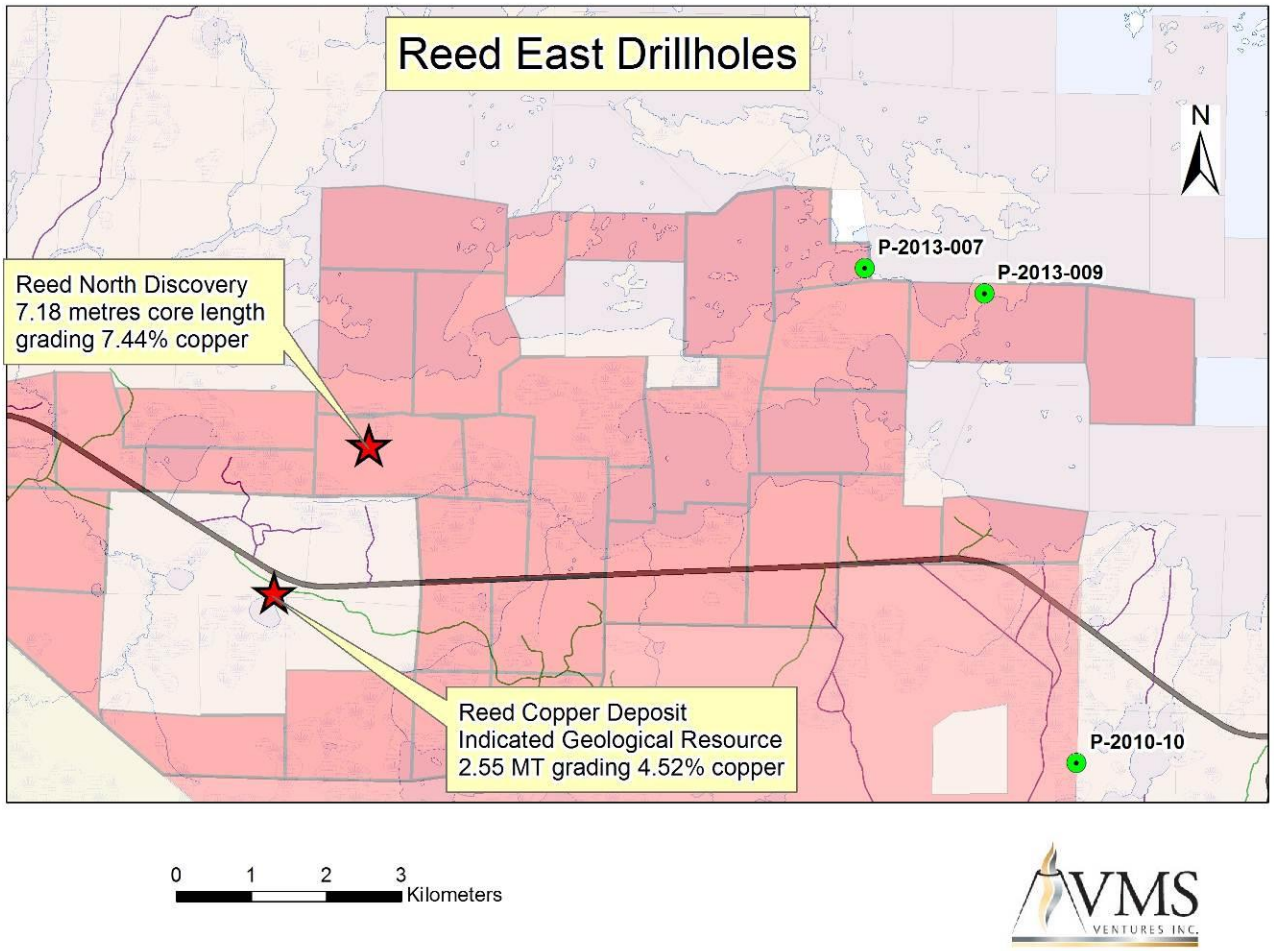 Reed East Drillholes
N
P-2013-007
P-2013-009
Reed North Discovery
7.18 metres core length
grading 7.44% copper
Reed Copper Deposit
Indicated Geological Resource
2.55 MT grading 4.52% copper
P-2010-10
0 1 2 3
Kilometers
VMS
VENTURES INC.